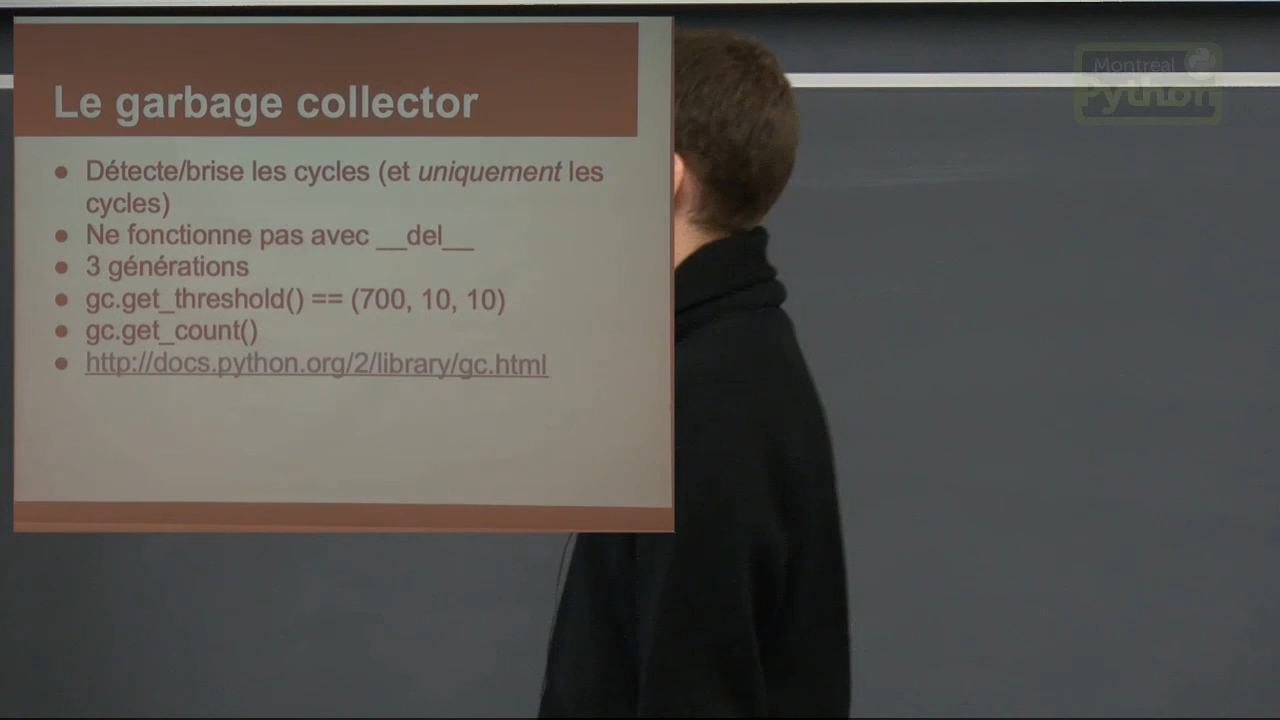 Le garbage collector
● Détecte/brise les cycles (et uniquement les
cycles)
● Ne fonctionne pas avec __del__
● 3 générations
● gc.get_threshold() == (700, 10, 10)
● gc.get_count()
● http://docs.python.org/2/library/gc.html
Montreal
Python